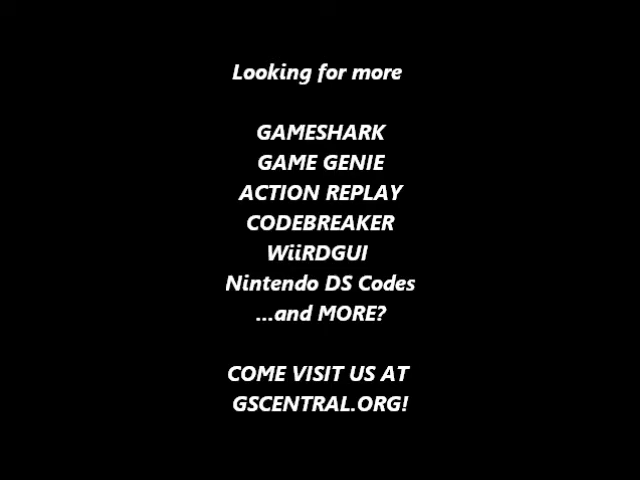 Looking for more
GAMESHARK
GAME GENIE
ACTION REPLAY
CODEBREAKER
WiiRDGUI
Nintendo DS Codes
...and MORE?
COME VISIT US AT
GSCENTRAL.ORG!